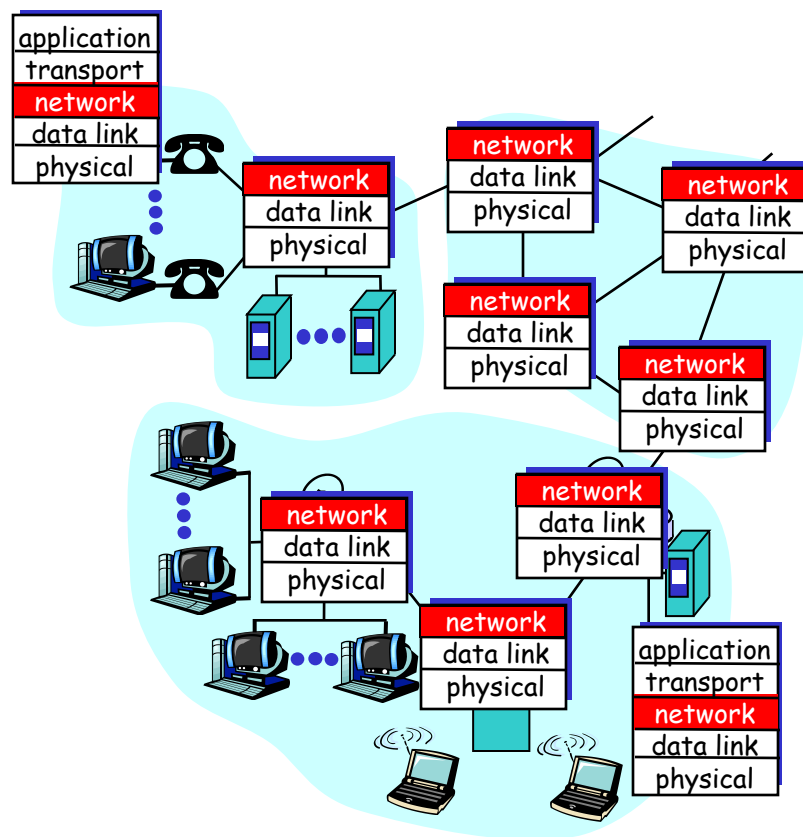 application
transport
network
data link
physical
network
data link
physical
network
data link
physical
network
data link
physical
network
data link
physical
network
data link
physical
network
data link
physical
network
data link
physical
network
data link
physical
application
transport
network
data link
physical